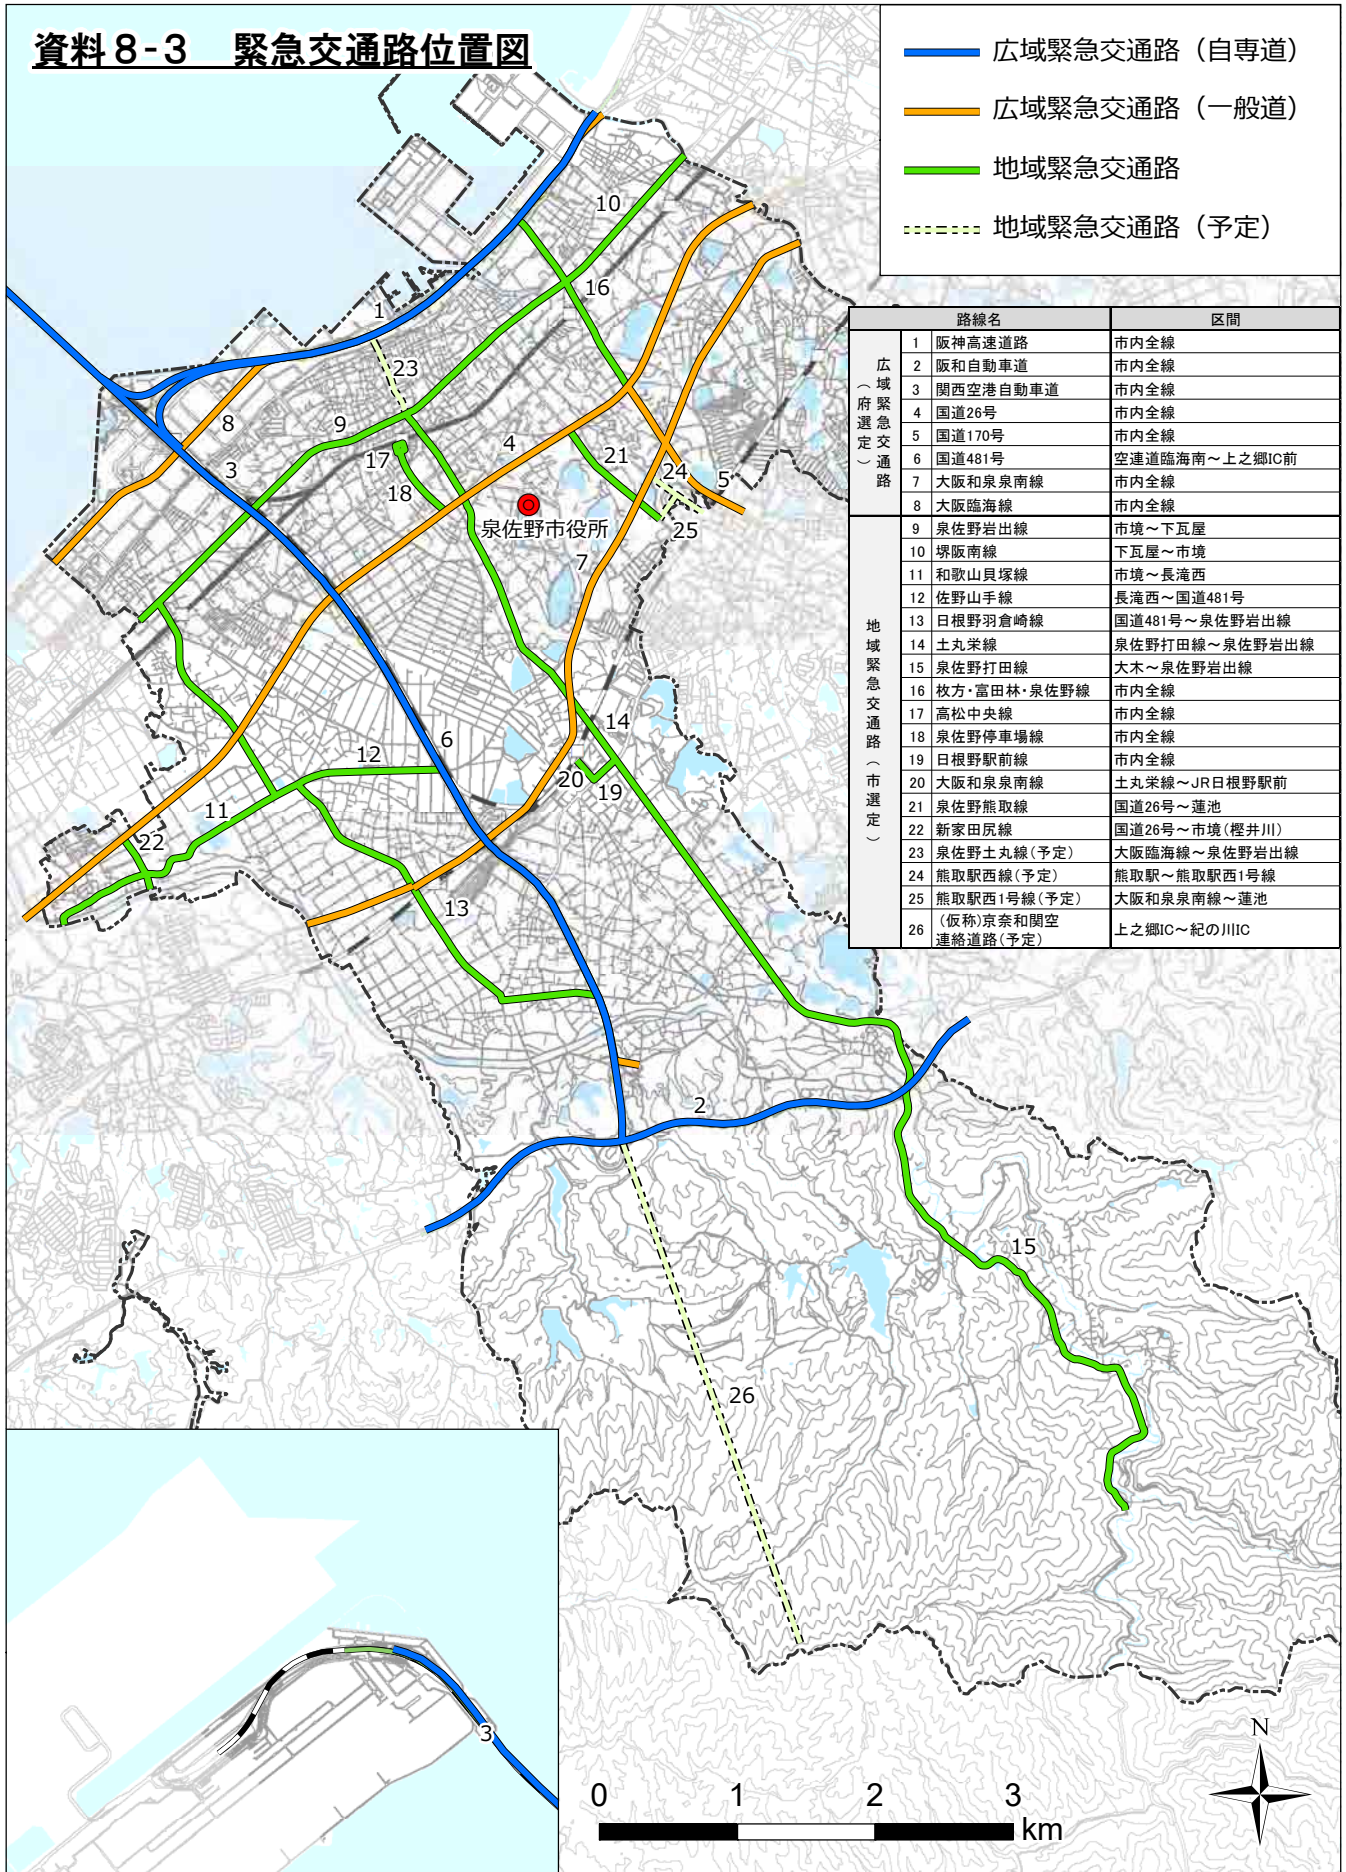 資料8-3　緊急交通路位置図
広域緊急交通路（自専道）
広域緊急交通路（一般道）
地域緊急交通路
地域緊急交通路（予定）
路線名 区間
広域緊急交通路（府選定）
1 阪神高速道路 市内全線
2 阪和自動車道 市内全線
3 関西空港自動車道 市内全線
4 国道26号 市内全線
5 国道170号 市内全線
6 国道481号 空連道臨海南～上之郷IC前
7 大阪和泉泉南線 市内全線
8 大阪臨海線 市内全線
地域緊急交通路（市選定）
9 泉佐野岩出線 市境～下瓦屋
10 堺阪南線 下瓦屋～市境
11 和歌山貝塚線 市境～長滝西
12 佐野山手線 長滝西～国道481号
13 日根野羽倉崎線 国道481号～泉佐野岩出線
14 土丸栄線 泉佐野打田線～泉佐野岩出線
15 泉佐野打田線 大木～泉佐野岩出線
16 枚方・富田林・泉佐野線 市内全線
17 高松中央線 市内全線
18 泉佐野停車場線 市内全線
19 日根野駅前線 市内全線
20 大阪和泉泉南線 土丸栄線～JR日根野駅前
21 泉佐野熊取線 国道26号～蓮池
22 新家田尻線 国道26号～市境（樫井川）
23 泉佐野土丸線（予定） 大阪臨海線～泉佐野岩出線
24 熊取駅西線（予定） 熊取駅～熊取駅西1号線
25 熊取駅西1号線（予定） 大阪和泉泉南線～蓮池
26 （仮称）京奈和関空
連絡道路（予定） 上之郷IC～紀の川IC
10
16
1
23
8
9
4
3
17
18
21
24
5
25
泉佐野市役所
7
14
6
12
20
19
11
22
13
2
15
26
3
N
0 1 2 3
km